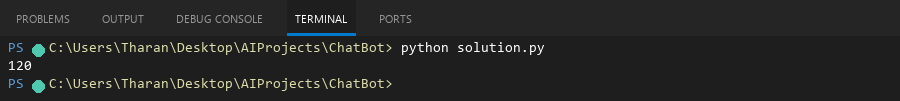 PROBLEMS OUTPUT DEBUG CONSOLE TERMINAL PORTS
PS C:\Users\Tharan\Desktop\AIProjects\ChatBot> python solution.py
120
PS C:\Users\Tharan\Desktop\AIProjects\ChatBot>